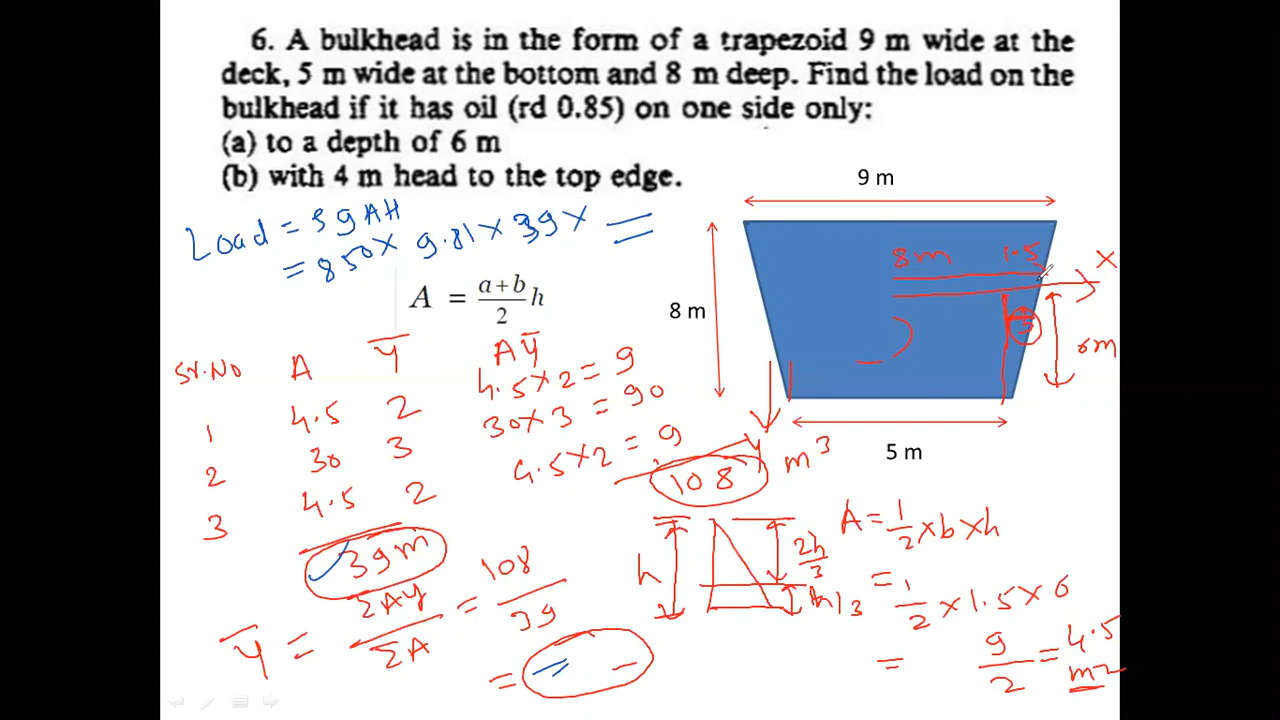 6. A bulkhead is in the form of a trapezoid 9 m wide at the
deck, 5 m wide at the bottom and 8 m deep. Find the load on the
bulkhead if it has oil (rd 0.85) on one side only:
(a) to a depth of 6 m
(b) with 4 m head to the top edge.
9 m
Load = ρg AH
= 850 × 9.81 × 39 × =
8m 1.5
X
A = a+b/2 h
8 m
6m
5 m
Sr.No A Y̅ AY̅
1 4.5 2 4.5×2 = 9
2 30 3 30×3 = 90
3 4.5 2 4.5×2 = 9
39m 108 m³
Y̅ = ΣAY/ΣA = 108/39
=
h 2h/3 h/3
A = 1/2 × b × h
= 1/2 × 1.5 × 6
= 9/2 = 4.5
m²